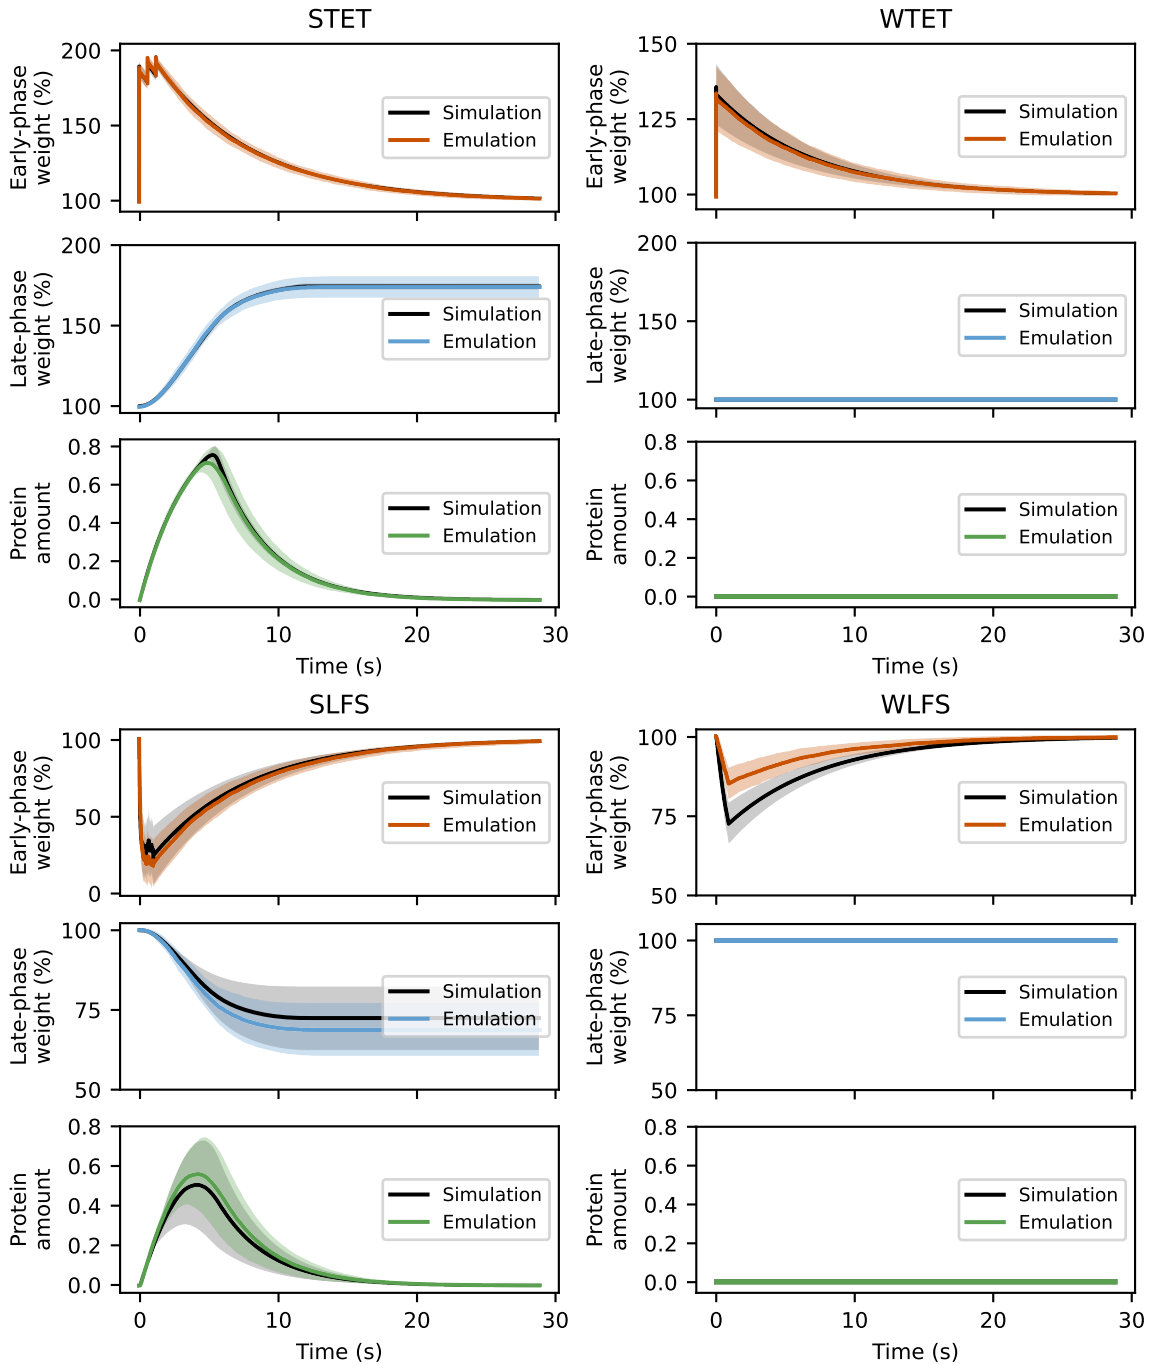 STET
Early-phase
weight (%)
200
150
100
Simulation
Emulation
Late-phase
weight (%)
200
150
100
Simulation
Emulation
Protein
amount
0.8
0.6
0.4
0.2
0.0
Simulation
Emulation
0 10 20 30
Time (s)
WTET
Early-phase
weight (%)
150
125
100
Simulation
Emulation
Late-phase
weight (%)
200
150
100
Simulation
Emulation
Protein
amount
0.8
0.6
0.4
0.2
0.0
Simulation
Emulation
0 10 20 30
Time (s)
SLFS
Early-phase
weight (%)
100
50
0
Simulation
Emulation
Late-phase
weight (%)
100
75
50
Simulation
Emulation
Protein
amount
0.8
0.6
0.4
0.2
0.0
Simulation
Emulation
0 10 20 30
Time (s)
WLFS
Early-phase
weight (%)
100
75
50
Simulation
Emulation
Late-phase
weight (%)
100
75
50
Simulation
Emulation
Protein
amount
0.8
0.6
0.4
0.2
0.0
Simulation
Emulation
0 10 20 30
Time (s)